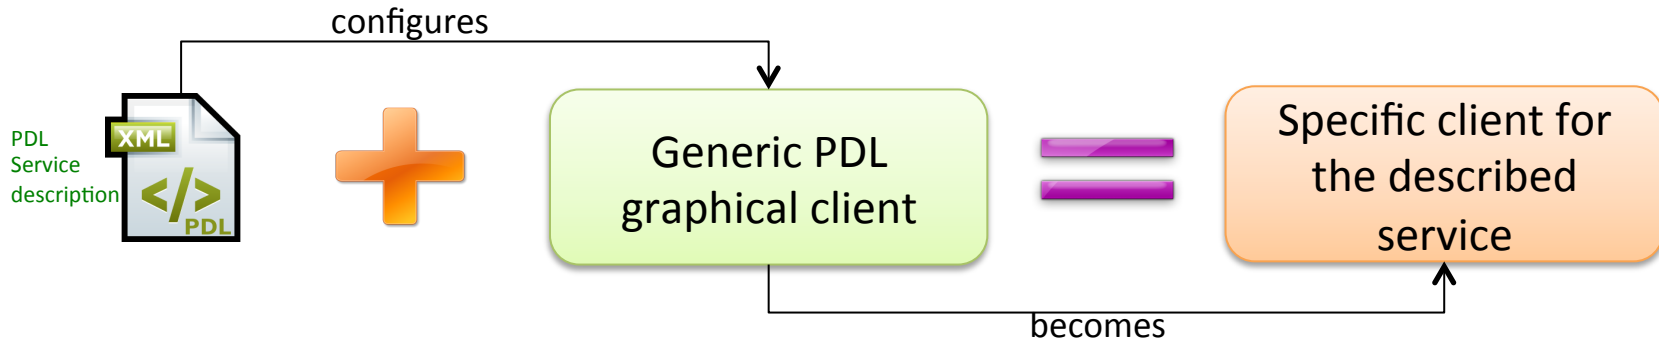 configures
PDL
Service
description
XML
</>
PDL
Generic PDL
graphical client
Specific client for
the described
service
becomes